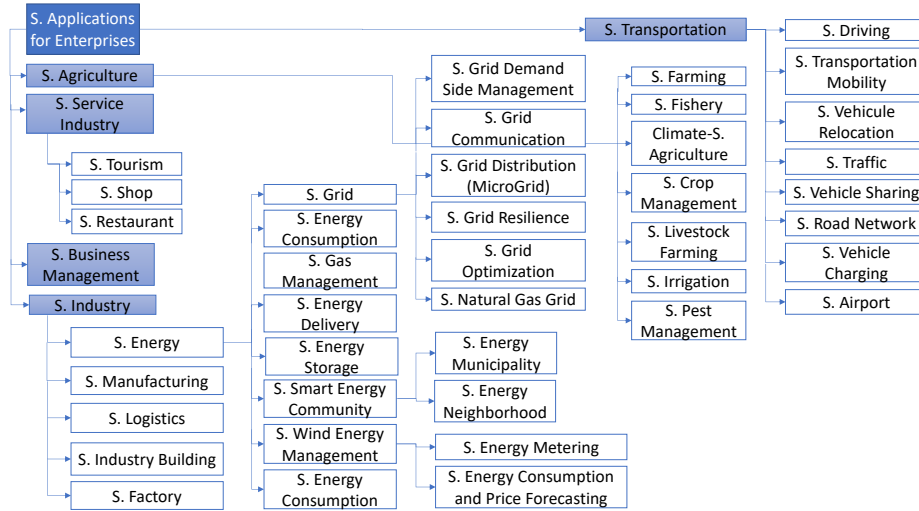 S. Applications
for Enterprises
S. Agriculture
S. Service
Industry
S. Tourism
S. Shop
S. Restaurant
S. Business
Management
S. Industry
S. Energy
S. Manufacturing
S. Logistics
S. Industry Building
S. Factory
S. Grid
S. Energy
Consumption
S. Gas
Management
S. Energy
Delivery
S. Energy
Storage
S. Smart Energy
Community
S. Wind Energy
Management
S. Energy
Consumption
S. Grid Demand
Side Management
S. Grid
Communication
S. Grid Distribution
(MicroGrid)
S. Grid Resilience
S. Grid
Optimization
S. Natural Gas Grid
S. Energy
Municipality
S. Energy
Neighborhood
S. Energy Metering
S. Energy Consumption
and Price Forecasting
S. Transportation
S. Farming
S. Fishery
Climate-S.
Agriculture
S. Crop
Management
S. Livestock
Farming
S. Irrigation
S. Pest
Management
S. Driving
S. Transportation
Mobility
S. Vehicule
Relocation
S. Traffic
S. Vehicle Sharing
S. Road Network
S. Vehicle
Charging
S. Airport